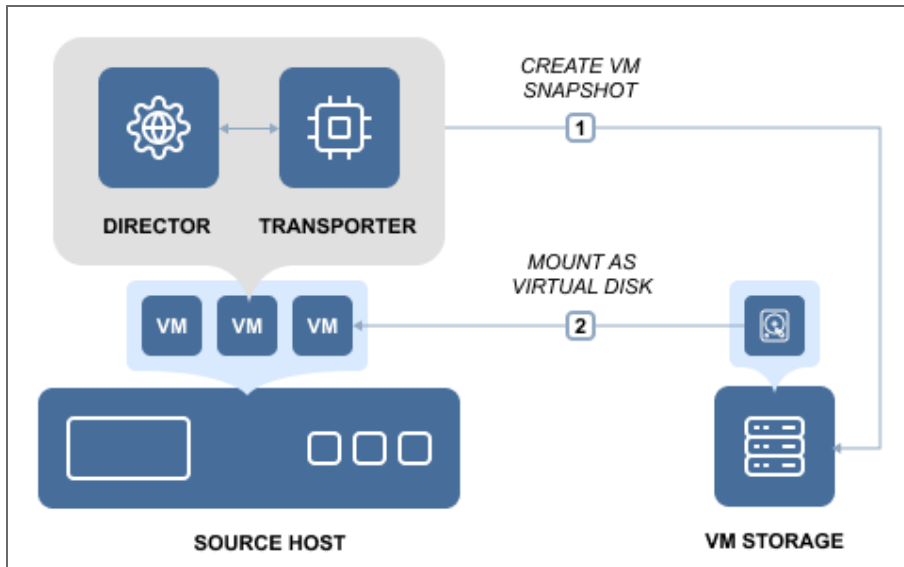 CREATE VM
SNAPSHOT
1
DIRECTOR
TRANSPORTER
MOUNT AS
VIRTUAL DISK
2
VM
VM
VM
SOURCE HOST
VM STORAGE